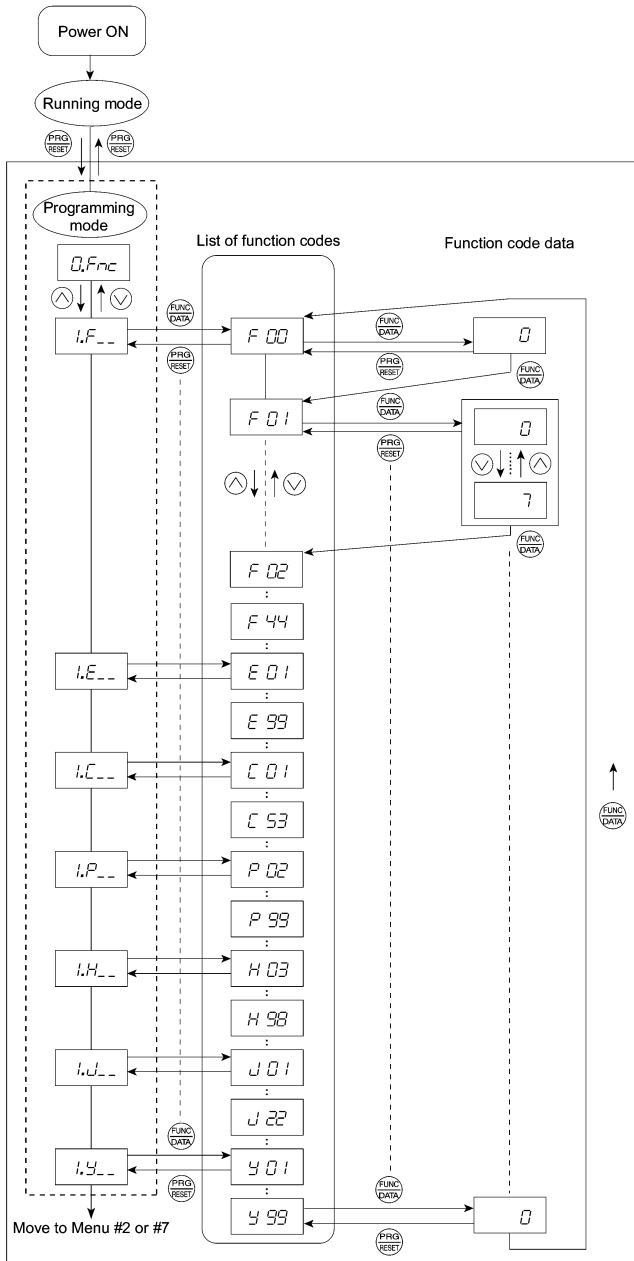 Power ON
Running mode
PRG
RESET
PRG
RESET
Programming
mode
List of function codes
Function code data
0.Fnc
FUNC
DATA
FUNC
DATA
1.F__
F 00
0
PRG
RESET
PRG
RESET
FUNC
DATA
FUNC
DATA
F 01
0
PRG
RESET
7
FUNC
DATA
F 02
F 44
1.E__
E 01
E 99
1.C__
C 01
FUNC
DATA
C 53
1.P__
P 02
P 99
1.H__
H 03
H 98
1.J__
J 01
J 22
FUNC
DATA
1.y__
y 01
PRG
RESET
FUNC
DATA
y 99
0
Move to Menu #2 or #7
PRG
RESET